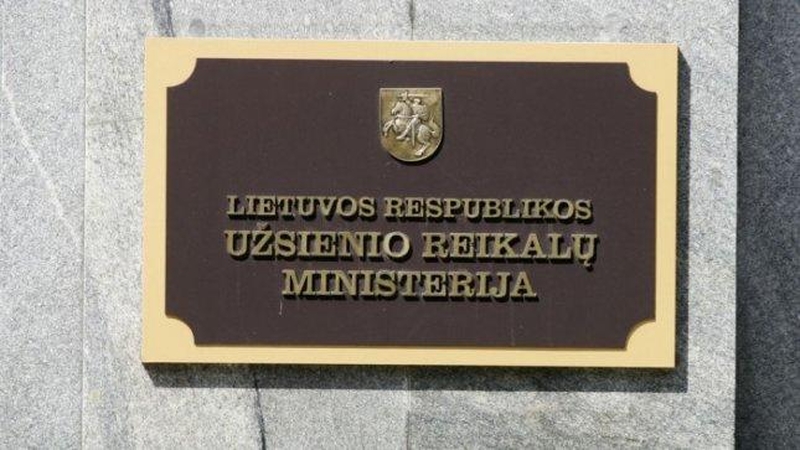 LIETUVOS RESPUBLIKOS
UŽSIENIO REIKALŲ
MINISTERIJA